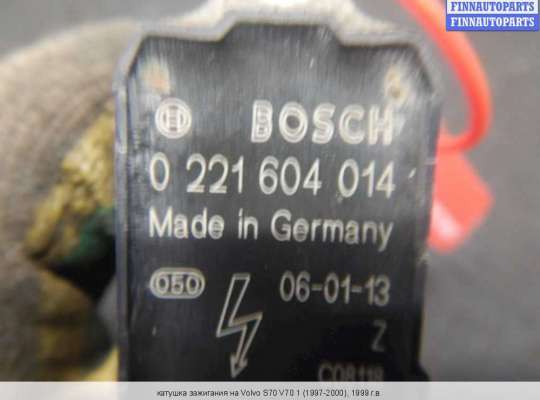 FINNAUTOPARTS
FINNAUTOPARTS
BOSCH
0 221 604 014
Made in Germany
050
06-01-13
Z
катушка зажигания на Volvo S70 V70 1 (1997-2000), 1999 г.в.